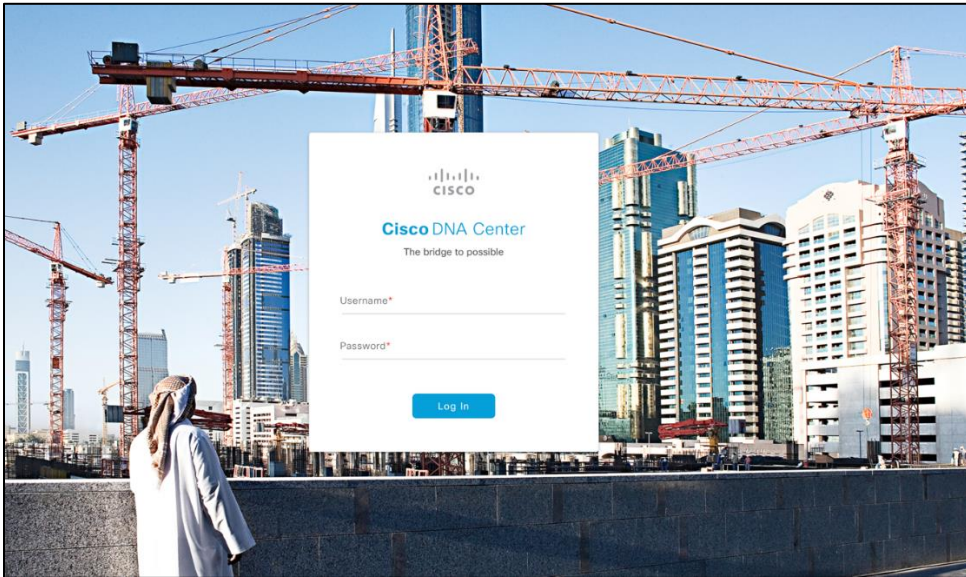 CISCO
Cisco DNA Center
The bridge to possible
Username*
Password*
Log In